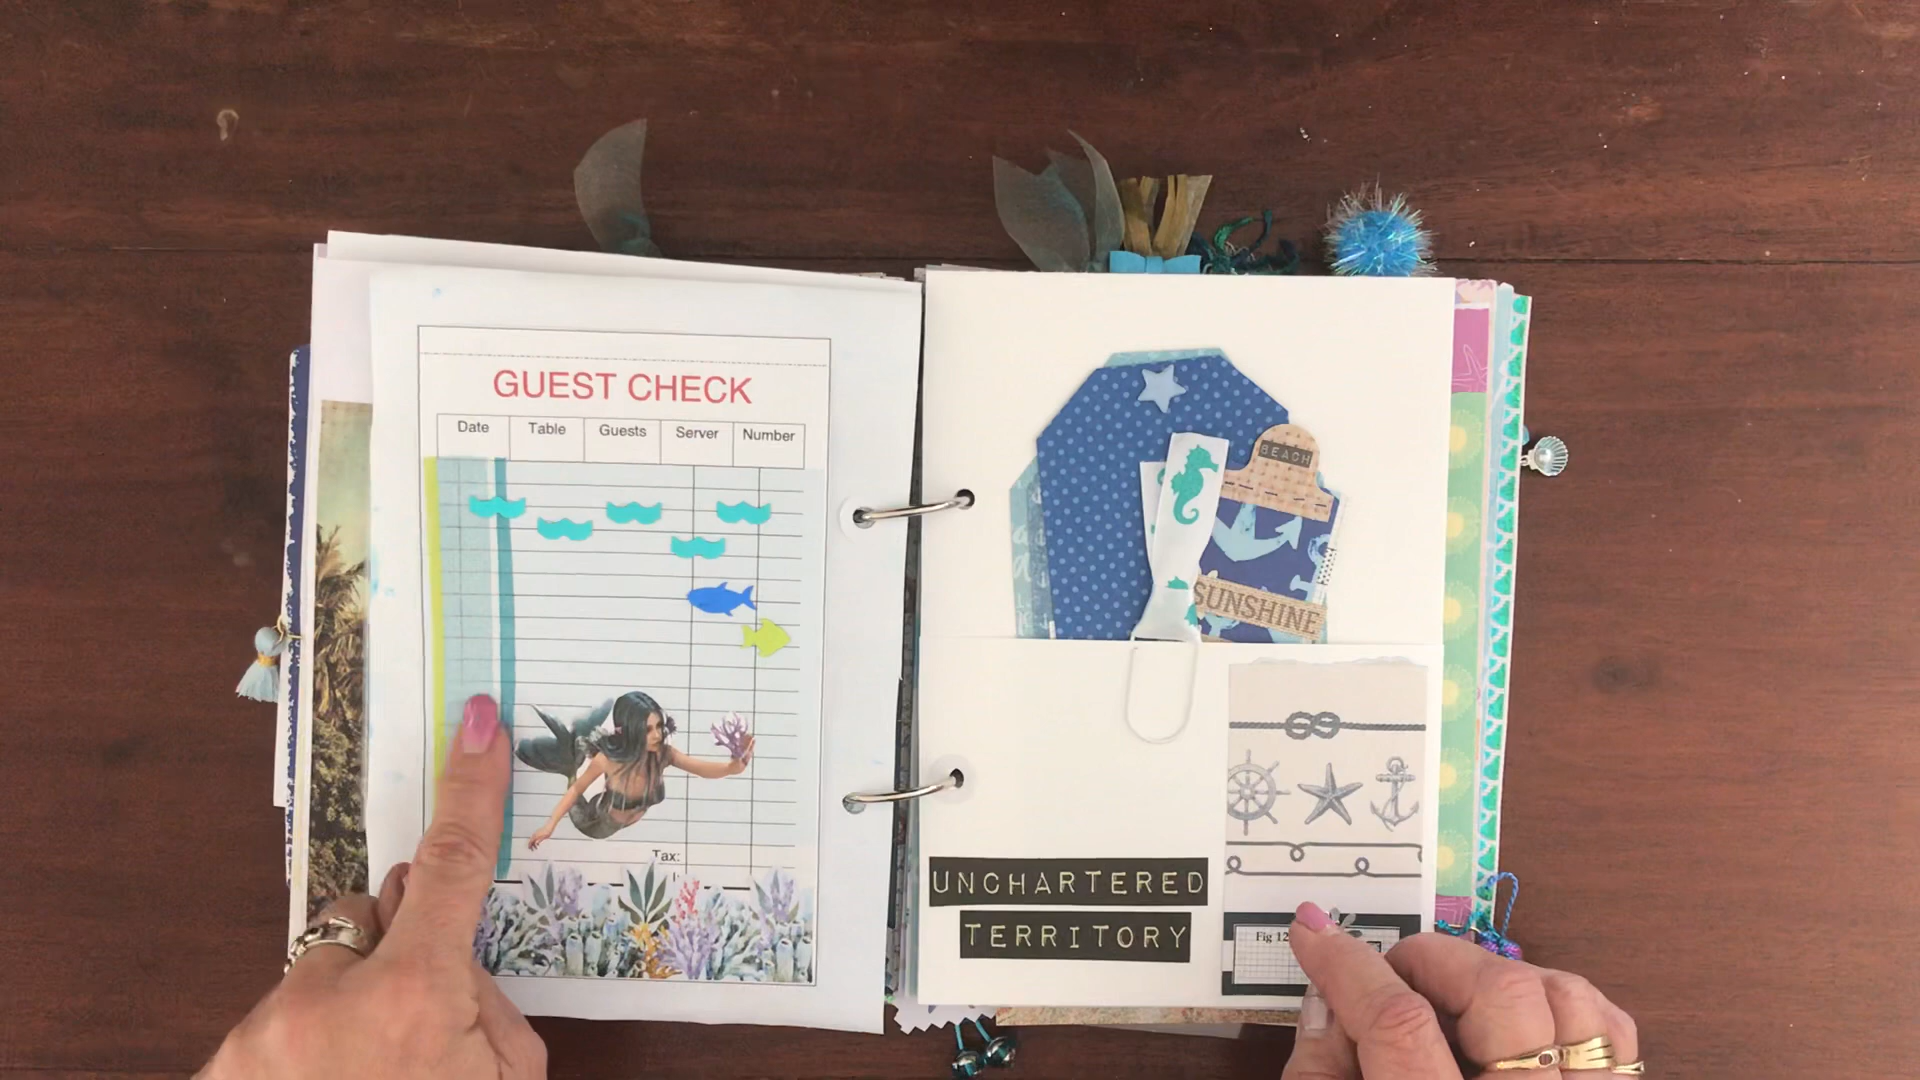 GUEST CHECK
Date Table Guests Server Number
Tax:
BEACH
SUNSHINE
UNCHARTERED
TERRITORY
Fig 12